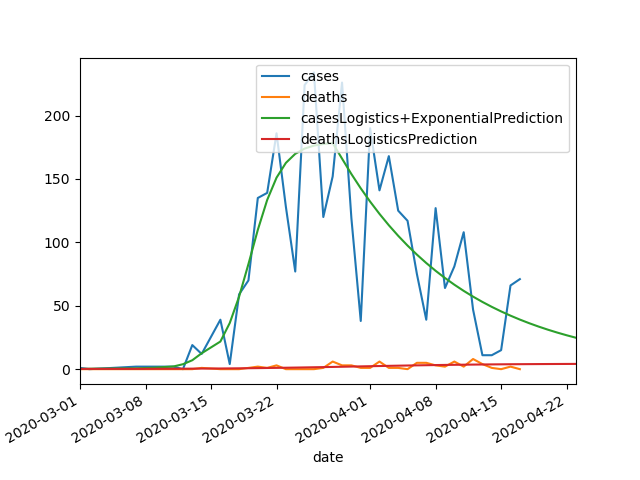 cases
deaths
casesLogistics+ExponentialPrediction
deathsLogisticsPrediction
200
150
100
50
0
2020-03-01
2020-03-08
2020-03-15
2020-03-22
2020-04-01
2020-04-08
2020-04-15
2020-04-22
date